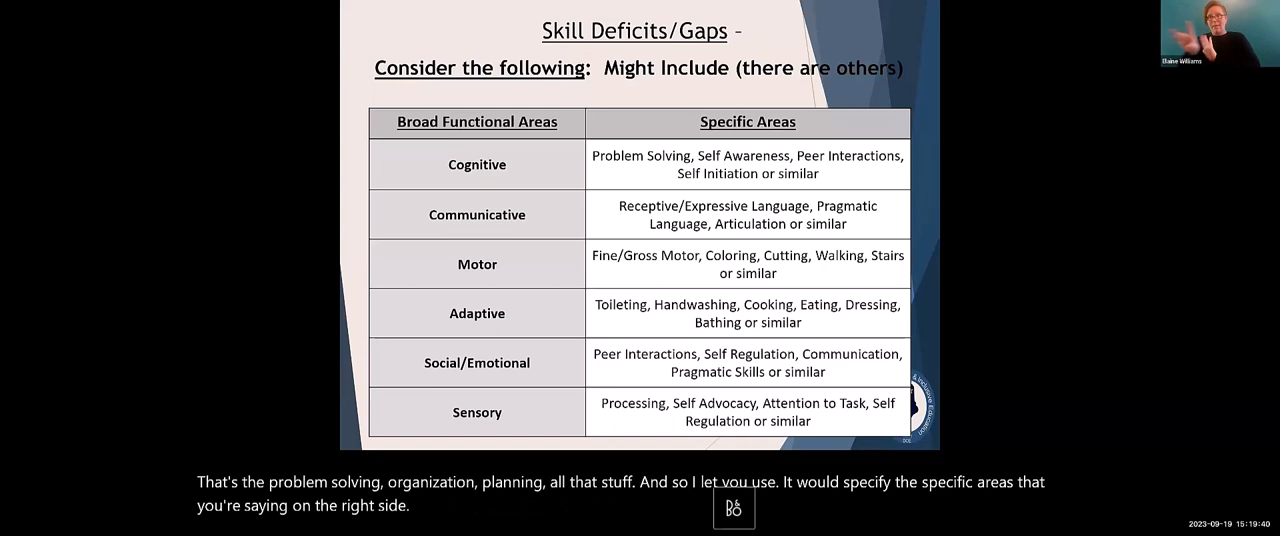 Skill Deficits/Gaps –
Consider the following: Might Include (there are others)
Elaine Williams
Broad Functional Areas
Specific Areas
Cognitive
Problem Solving, Self Awareness, Peer Interactions,
Self Initiation or similar
Communicative
Receptive/Expressive Language, Pragmatic
Language, Articulation or similar
Motor
Fine/Gross Motor, Coloring, Cutting, Walking, Stairs
or similar
Adaptive
Toileting, Handwashing, Cooking, Eating, Dressing,
Bathing or similar
Social/Emotional
Peer Interactions, Self Regulation, Communication,
Pragmatic Skills or similar
Sensory
Processing, Self Advocacy, Attention to Task, Self
Regulation or similar
& Inclusive Education
DOE
That's the problem solving, organization, planning, all that stuff. And so I let you use. It would specify the specific areas that
you're saying on the right side.
B&O
2023-09-19 15:19:40